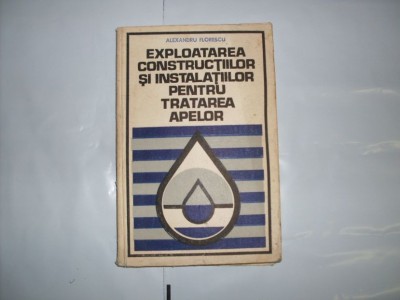 ALEXANDRU FLORESCU
EXPLOATAREA
CONSTRUCȚIILOR
ȘI INSTALAȚIILOR
PENTRU
TRATAREA
APELOR